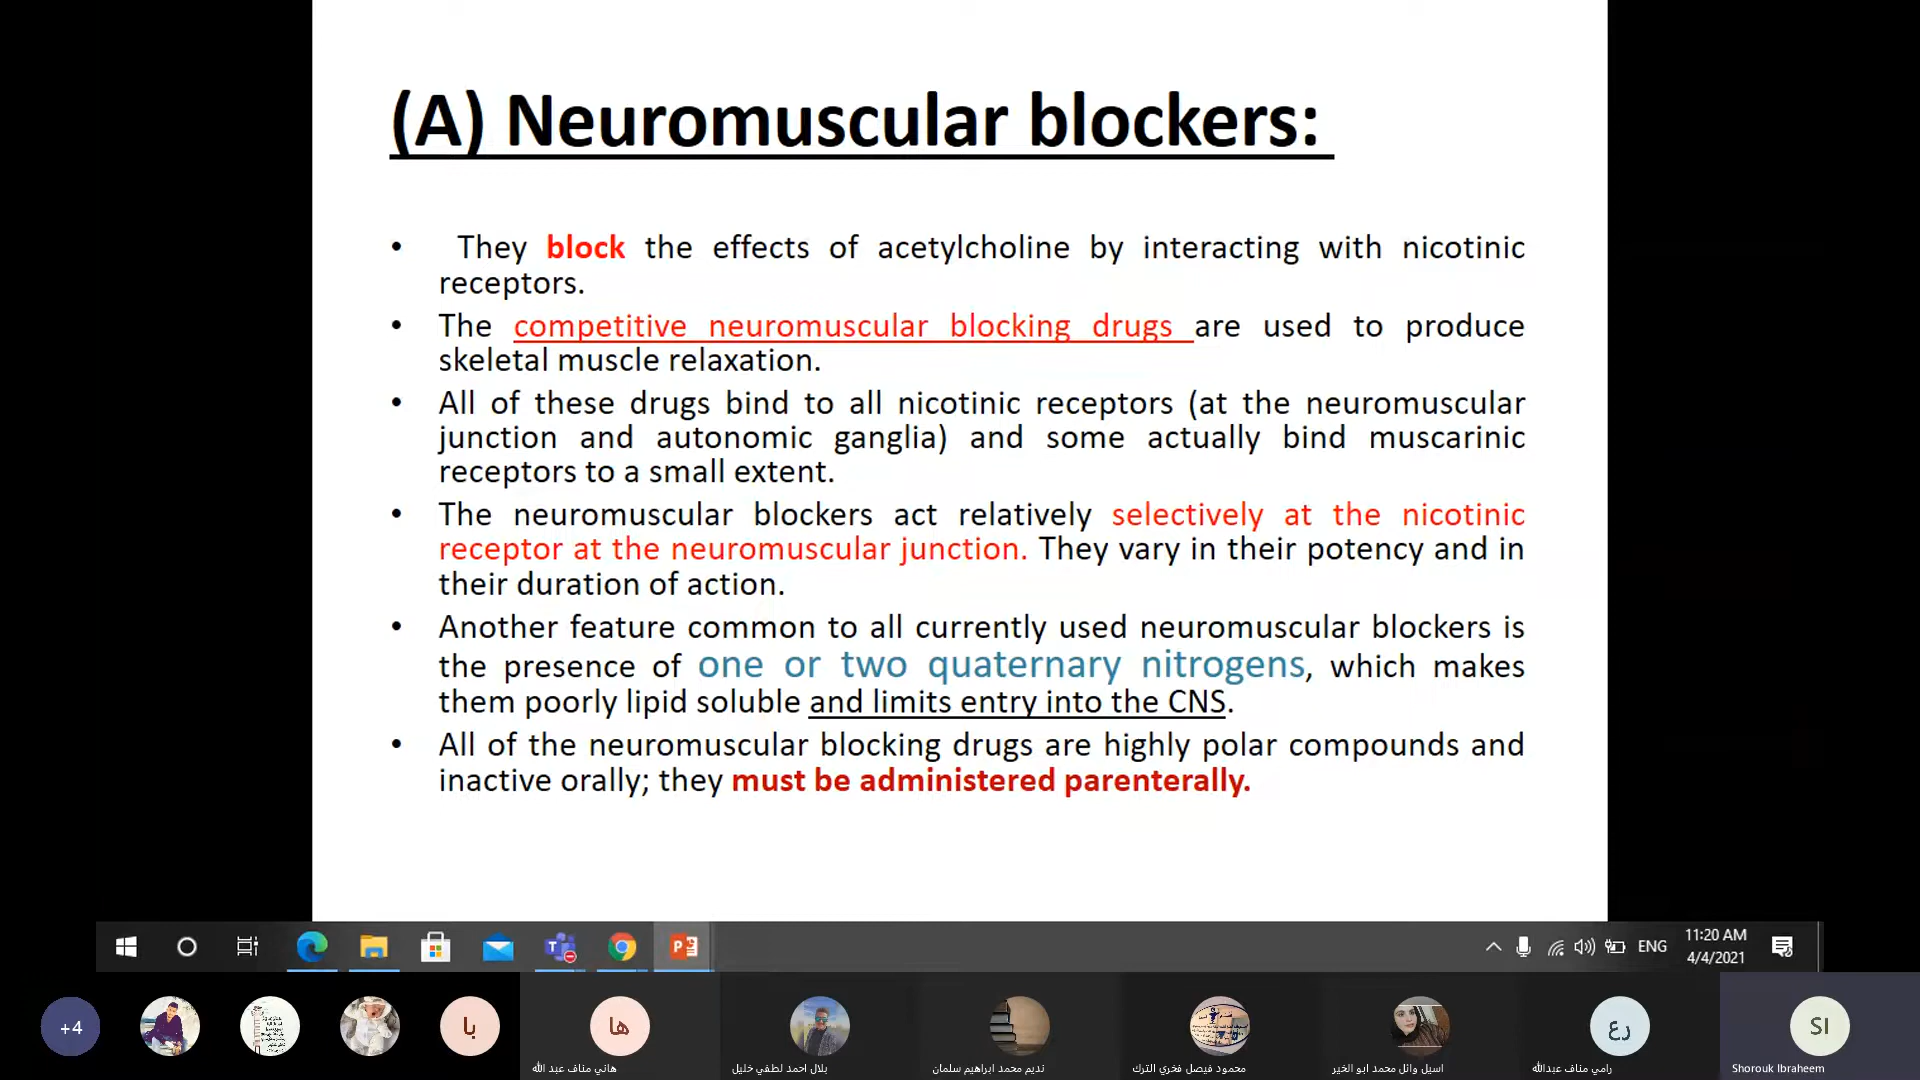 (A) Neuromuscular blockers:
• They block the effects of acetylcholine by interacting with nicotinic
receptors.
• The competitive neuromuscular blocking drugs are used to produce
skeletal muscle relaxation.
• All of these drugs bind to all nicotinic receptors (at the neuromuscular
junction and autonomic ganglia) and some actually bind muscarinic
receptors to a small extent.
• The neuromuscular blockers act relatively selectively at the nicotinic
receptor at the neuromuscular junction. They vary in their potency and in
their duration of action.
• Another feature common to all currently used neuromuscular blockers is
the presence of one or two quaternary nitrogens, which makes
them poorly lipid soluble and limits entry into the CNS.
• All of the neuromuscular blocking drugs are highly polar compounds and
inactive orally; they must be administered parenterally.
ENG
11:20 AM
4/4/2021
+4
با
ها
رع
SI
هاني مناف عبد الله
بلال احمد لطفي خليل
نديم محمد ابراهيم سلمان
محمود فيصل فخري الترك
اسيل وائل محمد ابو الخير
رامي مناف عبدالله
Shorouk Ibraheem